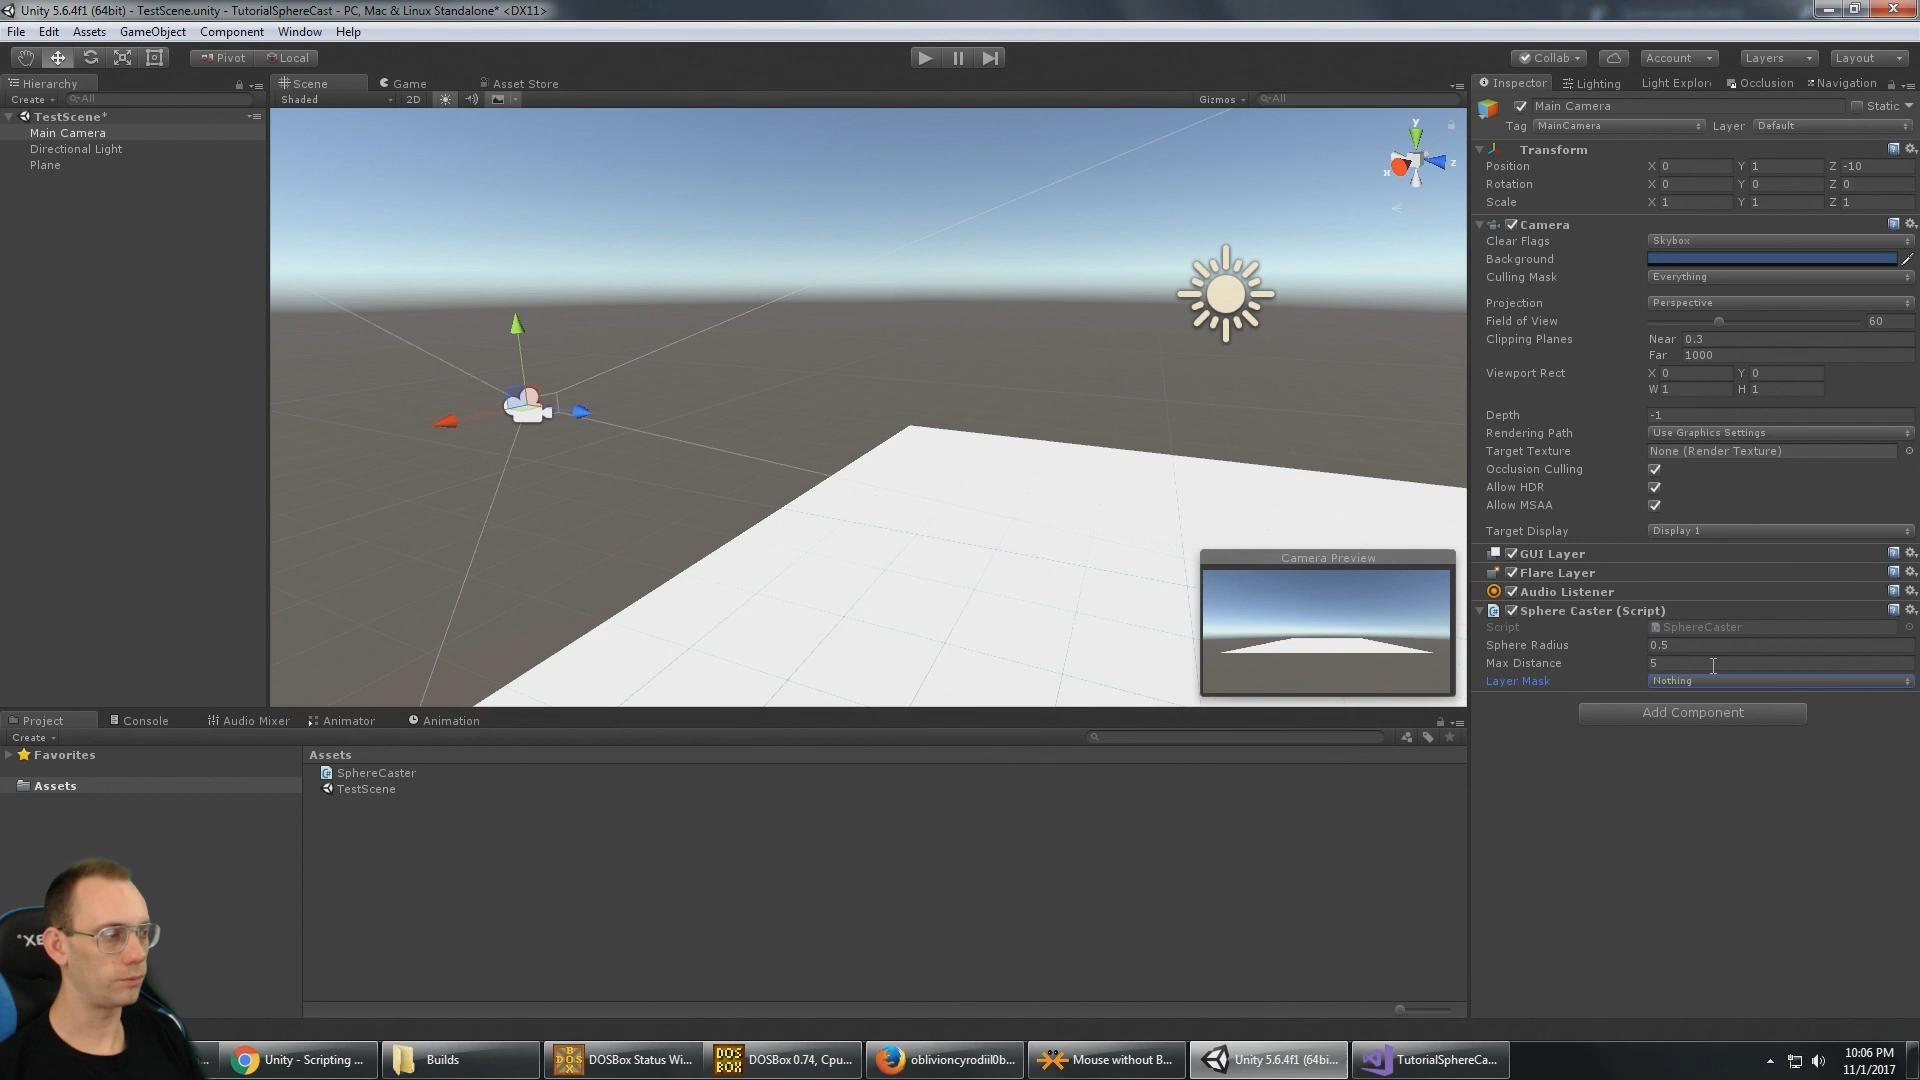 Unity 5.6.4f1 (64bit) - TestScene.unity - TutorialSphereCast - PC, Mac & Linux Standalone* <DX11>
File Edit Assets GameObject Component Window Help
Pivot Local Collab Account Layers Layout
Hierarchy Scene Game Asset Store Inspector Lighting Light Explor Occlusion Navigation
Create All Shaded 2D Gizmos All
Main Camera Static
Tag MainCamera Layer Default
TestScene*
Main Camera
Directional Light
Plane
y
x
z
Transform
Position X 0 Y 1 Z -10
Rotation X 0 Y 0 Z 0
Scale X 1 Y 1 Z 1
Camera
Clear Flags Skybox
Background
Culling Mask Everything
Projection Perspective
Field of View 60
Clipping Planes Near 0.3
Far 1000
Viewport Rect X 0 Y 0
W 1 H 1
Depth -1
Rendering Path Use Graphics Settings
Target Texture None (Render Texture)
Occlusion Culling
Allow HDR
Allow MSAA
Target Display Display 1
GUI Layer
Flare Layer
Audio Listener
Sphere Caster (Script)
Script SphereCaster
Sphere Radius 0.5
Max Distance 5
Layer Mask Nothing
Add Component
Camera Preview
Project Console Audio Mixer Animator Animation
Create
Favorites
Assets
Assets
SphereCaster
TestScene
... Unity - Scripting ... Builds DOSBox Status Wi... DOSBox 0.74, Cpu... oblivioncyrodiil0b... Mouse without B... Unity 5.6.4f1 (64bi... TutorialSphereCa...
10:06 PM
11/1/2017